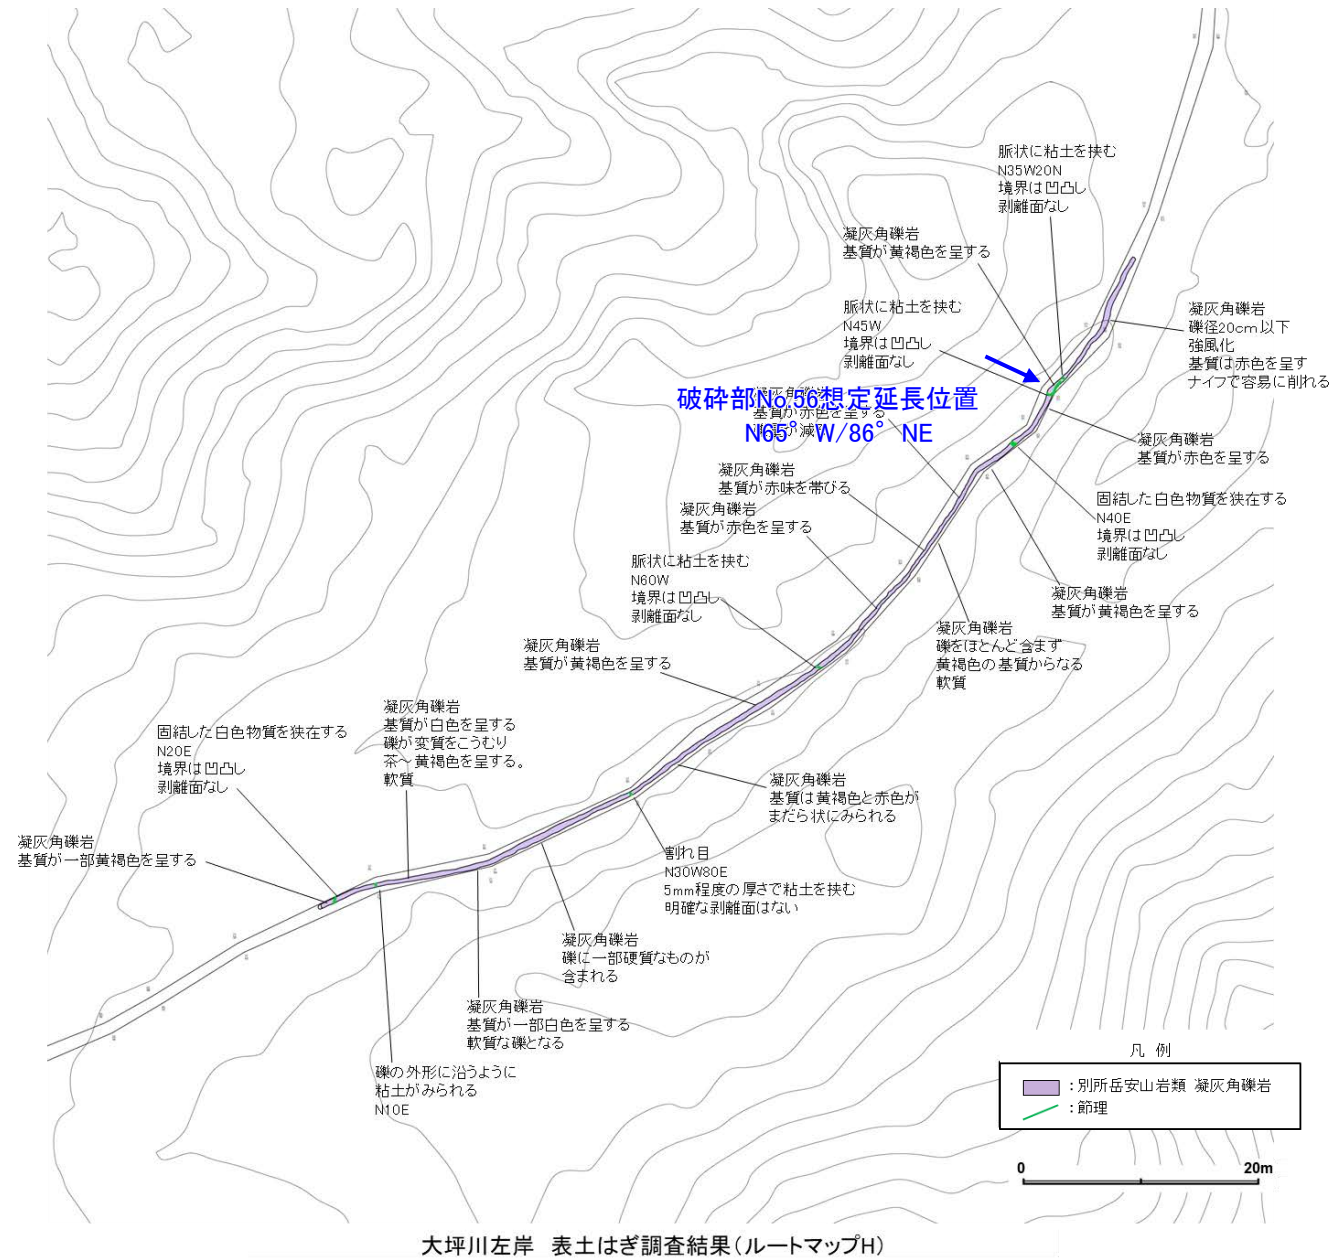 脈状に粘土を挟む
N35W20N
境界は凹凸し
剥離面なし
凝灰角礫岩
基質が黄褐色を呈する
脈状に粘土を挟む
N45W
境界は凹凸し
剥離面なし
凝灰角礫岩
礫径20cm以下
強風化
基質は赤色を呈す
ナイフで容易に削れる
破砕部No.56想定延長位置
N65°W/86°NE
基質が赤色を呈する
凝灰角礫岩
基質が赤色を呈する
凝灰角礫岩
基質が赤味を帯びる
凝灰角礫岩
基質が赤色を呈する
固結した白色物質を狭在する
N40E
境界は凹凸し
剥離面なし
脈状に粘土を挟む
N60W
境界は凹凸し
剥離面なし
凝灰角礫岩
基質が黄褐色を呈する
凝灰角礫岩
礫をほとんど含まず
黄褐色の基質からなる
軟質
凝灰角礫岩
基質が黄褐色を呈する
凝灰角礫岩
基質が白色を呈する
礫が変質をこうむり
茶～黄褐色を呈する。
軟質
固結した白色物質を狭在する
N20E
境界は凹凸し
剥離面なし
凝灰角礫岩
基質は黄褐色と赤色が
まだら状にみられる
凝灰角礫岩
基質が一部黄褐色を呈する
割れ目
N30W80E
5mm程度の厚さで粘土を挟む
明確な剥離面はない
凝灰角礫岩
礫に一部硬質なものが
含まれる
凝灰角礫岩
基質が一部白色を呈する
軟質な礫となる
礫の外形に沿うように
粘土がみられる
N10E
凡 例
：別所岳安山岩類 凝灰角礫岩
：節理
0 20m
大坪川左岸 表土はぎ調査結果（ルートマップH）